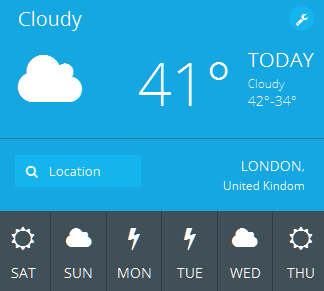 Cloudy
41°
TODAY
Cloudy
42°-34°
Location
LONDON,
United Kindom
SAT SUN MON TUE WED THU